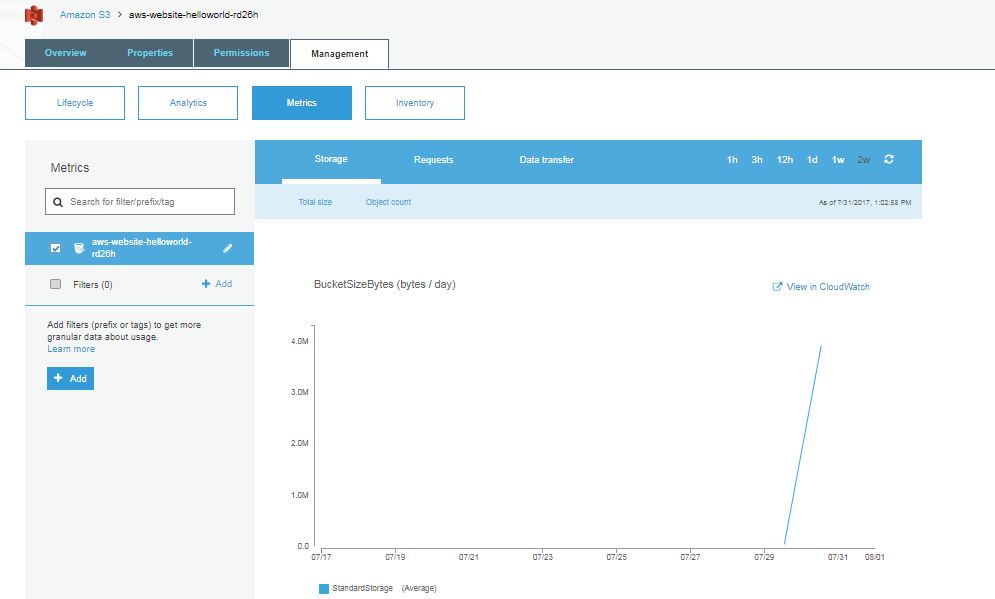 Amazon S3 > aws-website-helloworld-rd26h
Overview Properties Permissions Management
Lifecycle Analytics Metrics Inventory
Metrics
Search for filter/prefix/tag
aws-website-helloworld-
rd26h
Filters (0) + Add
Add filters (prefix or tags) to get more
granular data about usage.
Learn more
+ Add
Storage Requests Data transfer 1h 3h 12h 1d 1w 2w
Total size Object count As of 7/31/2017, 1:02:58 PM
BucketSizeBytes (bytes / day) View in CloudWatch
4.0M
3.0M
2.0M
1.0M
0.0
07/17 07/19 07/21 07/23 07/25 07/27 07/29 07/31 08/01
StandardStorage (Average)